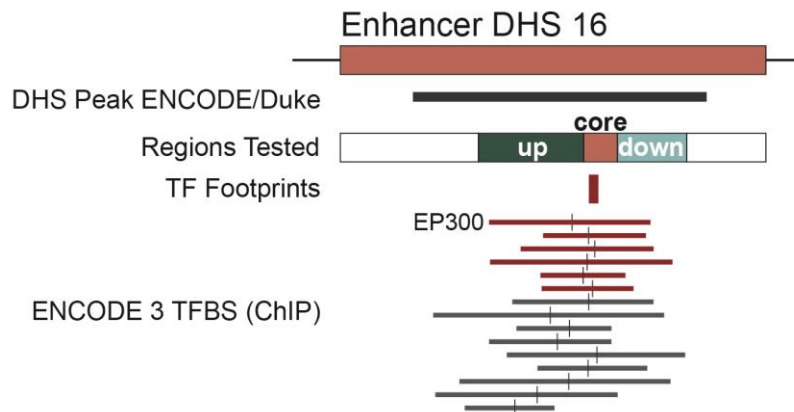 Enhancer DHS 16
DHS Peak ENCODE/Duke
core
Regions Tested
up
down
TF Footprints
EP300
ENCODE 3 TFBS (ChIP)